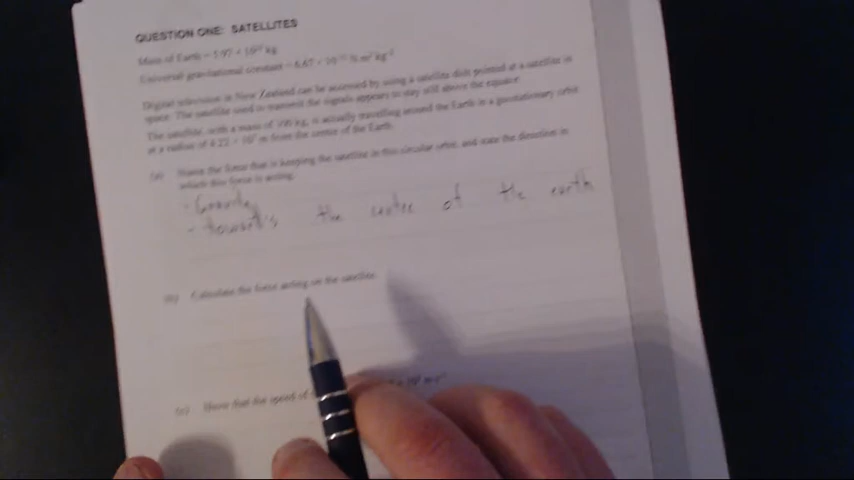 QUESTION ONE: SATELLITES
Mass of Earth = 5.97 × 10²⁴ kg
Universal gravitational constant = 6.67 × 10⁻¹¹ N m² kg⁻²
Digital television in New Zealand can be accessed by using a satellite dish pointed at a satellite in
space. The satellite used to transmit the signals appears to stay still above the equator.
The satellite, with a mass of kg, is actually travelling around the Earth in a geostationary orbit
at a radius of 4.22 × 10⁷ m from the centre of the Earth.
(a) Name the force that is keeping the satellite in this circular orbit, and state the direction in
which this force is acting.
- Gravity
- towards the center of the earth
(b) Calculate the force acting on the satellite.
(c) Show that the speed of m s⁻¹